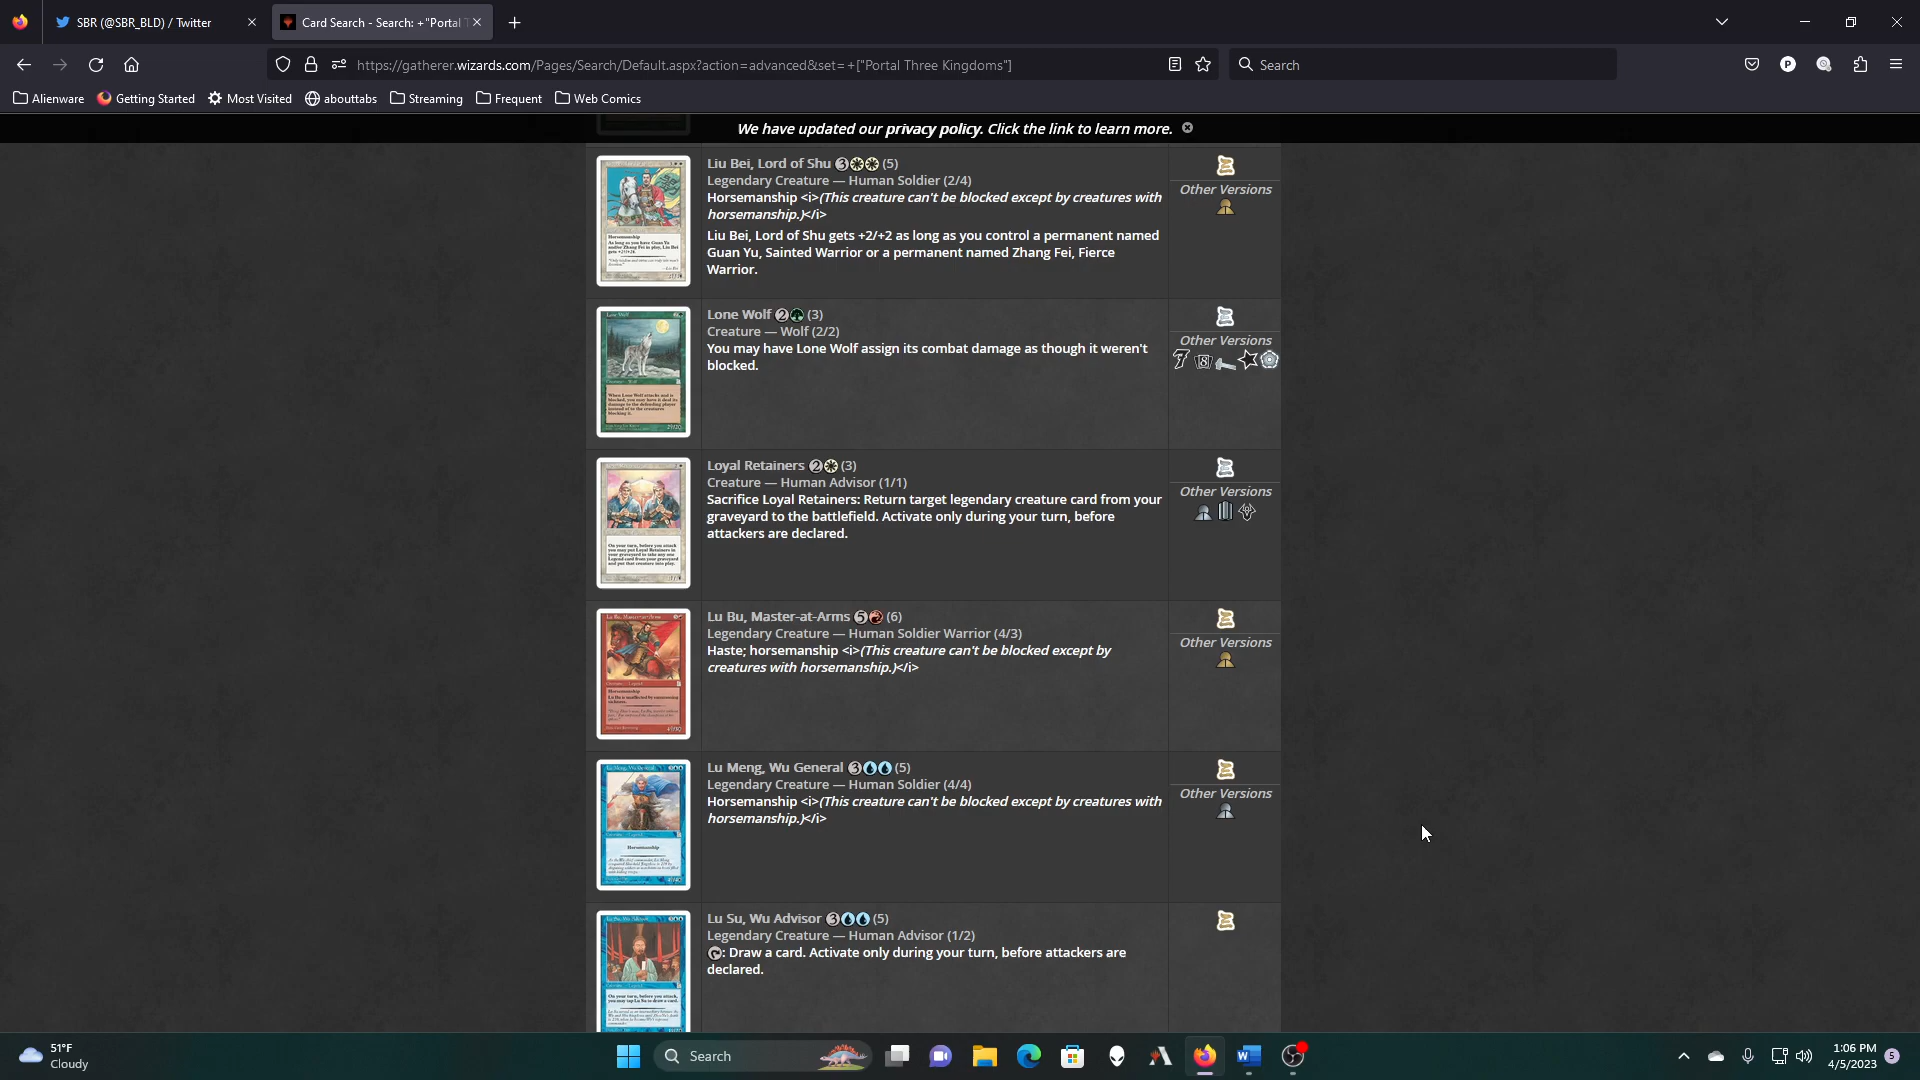 SBR (@SBR_BLD) / Twitter
Card Search - Search: +"Portal
https://gatherer.wizards.com/Pages/Search/Default.aspx?action=advanced&set=+["Portal Three Kingdoms"]
Search
Alienware
Getting Started
Most Visited
abouttabs
Streaming
Frequent
Web Comics
We have updated our privacy policy. Click the link to learn more.
Liu Bei, Lord of Shu 3 (5)
Legendary Creature — Human Soldier (2/4)
Horsemanship <i>(This creature can't be blocked except by creatures with
horsemanship.)</i>
Liu Bei, Lord of Shu gets +2/+2 as long as you control a permanent named
Guan Yu, Sainted Warrior or a permanent named Zhang Fei, Fierce
Warrior.
Other Versions
Lone Wolf 2 (3)
Creature — Wolf (2/2)
You may have Lone Wolf assign its combat damage as though it weren't
blocked.
Other Versions
Loyal Retainers 2 (3)
Creature — Human Advisor (1/1)
Sacrifice Loyal Retainers: Return target legendary creature card from your
graveyard to the battlefield. Activate only during your turn, before
attackers are declared.
Other Versions
Lu Bu, Master-at-Arms 5 (6)
Legendary Creature — Human Soldier Warrior (4/3)
Haste; horsemanship <i>(This creature can't be blocked except by
creatures with horsemanship.)</i>
Other Versions
Lu Meng, Wu General 3 (5)
Legendary Creature — Human Soldier (4/4)
Horsemanship <i>(This creature can't be blocked except by creatures with
horsemanship.)</i>
Other Versions
Lu Su, Wu Advisor 3 (5)
Legendary Creature — Human Advisor (1/2)
: Draw a card. Activate only during your turn, before attackers are
declared.
51°F
Cloudy
Search
1:06 PM
4/5/2023
5